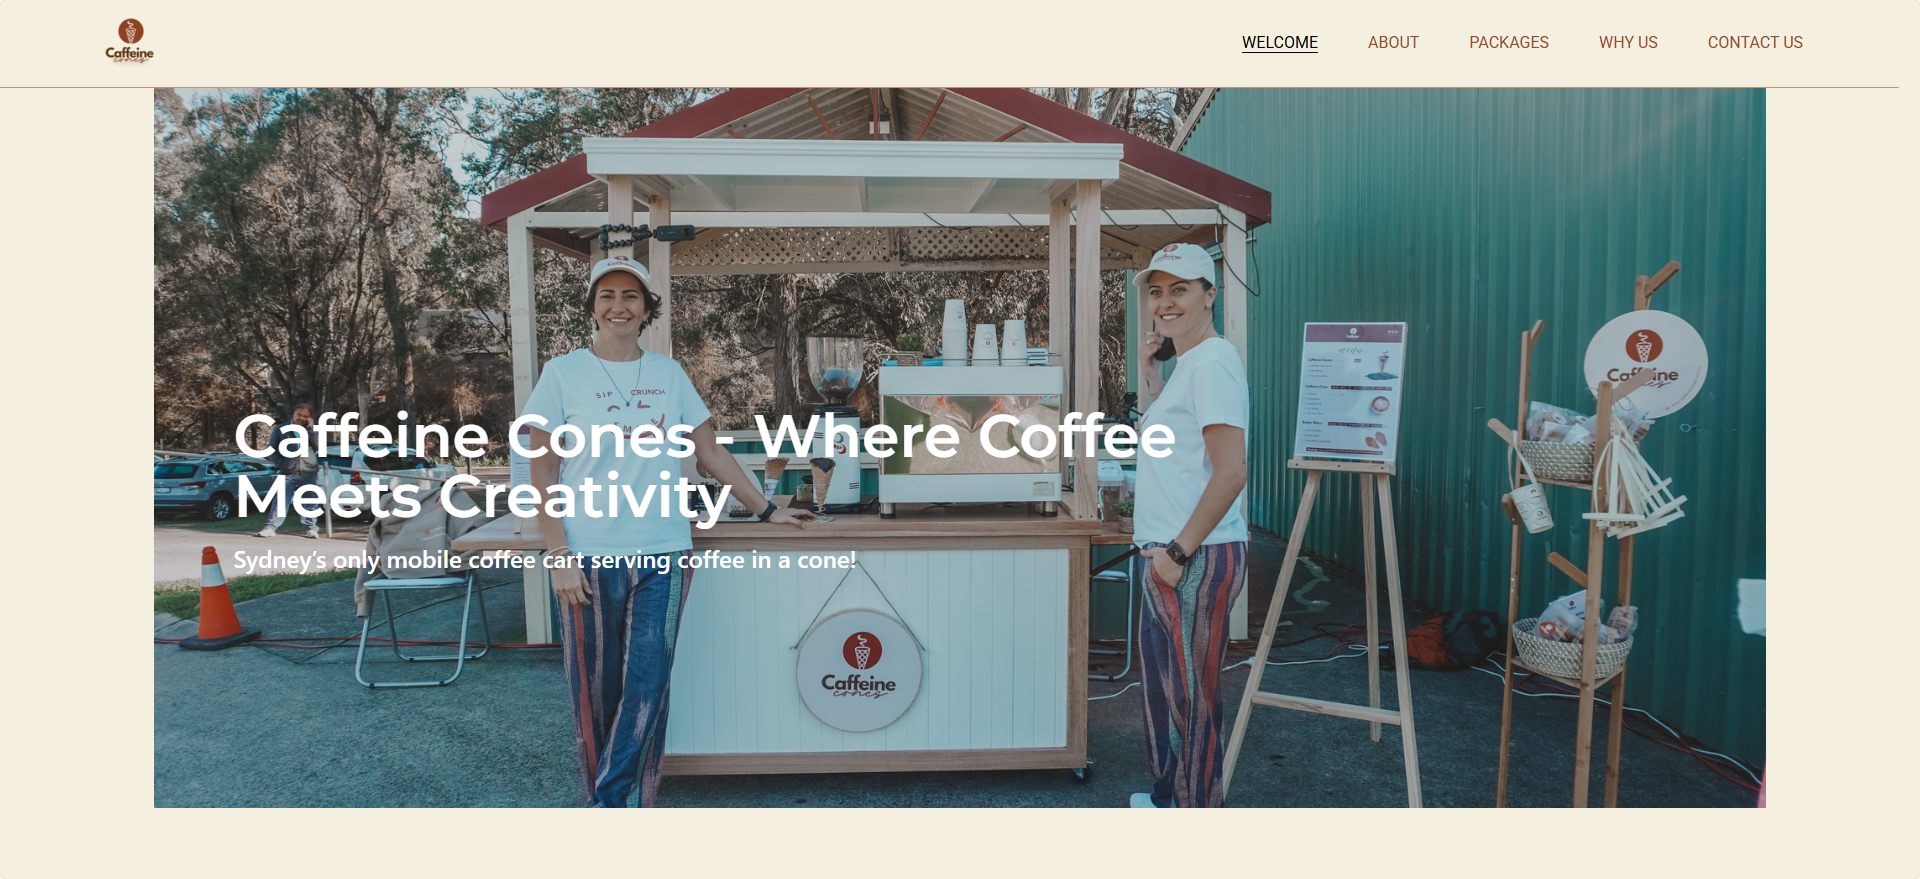 Caffeine
cones
WELCOME
ABOUT
PACKAGES
WHY US
CONTACT US
SIP
CRUNCH
Caffeine
cones
Caffeine Cones - Where Coffee
Meets Creativity
Sydney’s only mobile coffee cart serving coffee in a cone!
Caffeine
cones